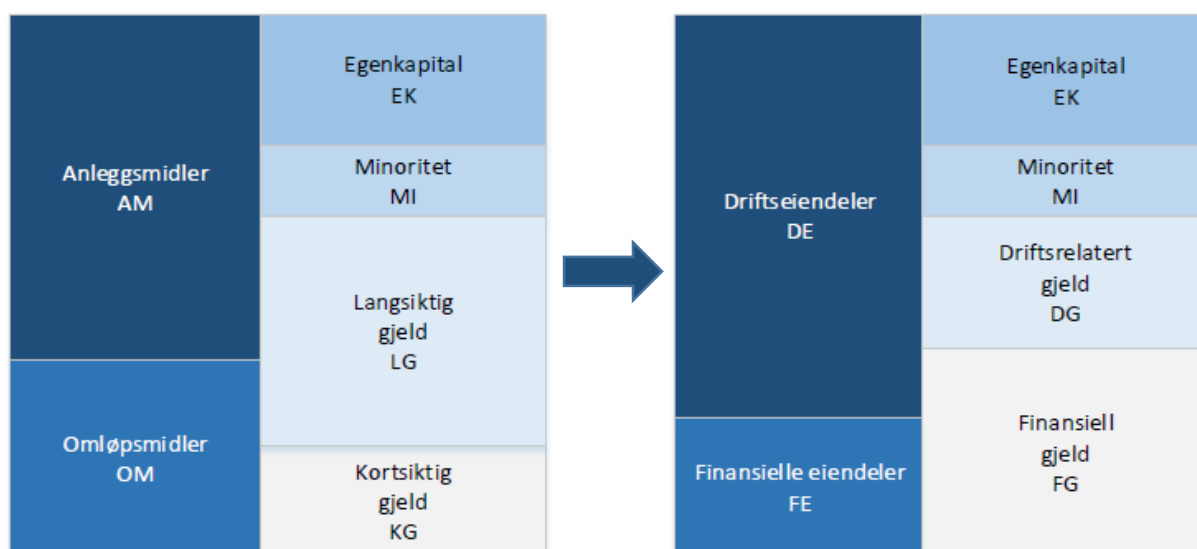 Anleggsmidler
AM
Omløpsmidler
OM
Egenkapital
EK
Minoritet
MI
Langsiktig
gjeld
LG
Kortsiktig
gjeld
KG
Driftseiendeler
DE
Finansielle eiendeler
FE
Egenkapital
EK
Minoritet
MI
Driftsrelatert
gjeld
DG
Finansiell
gjeld
FG